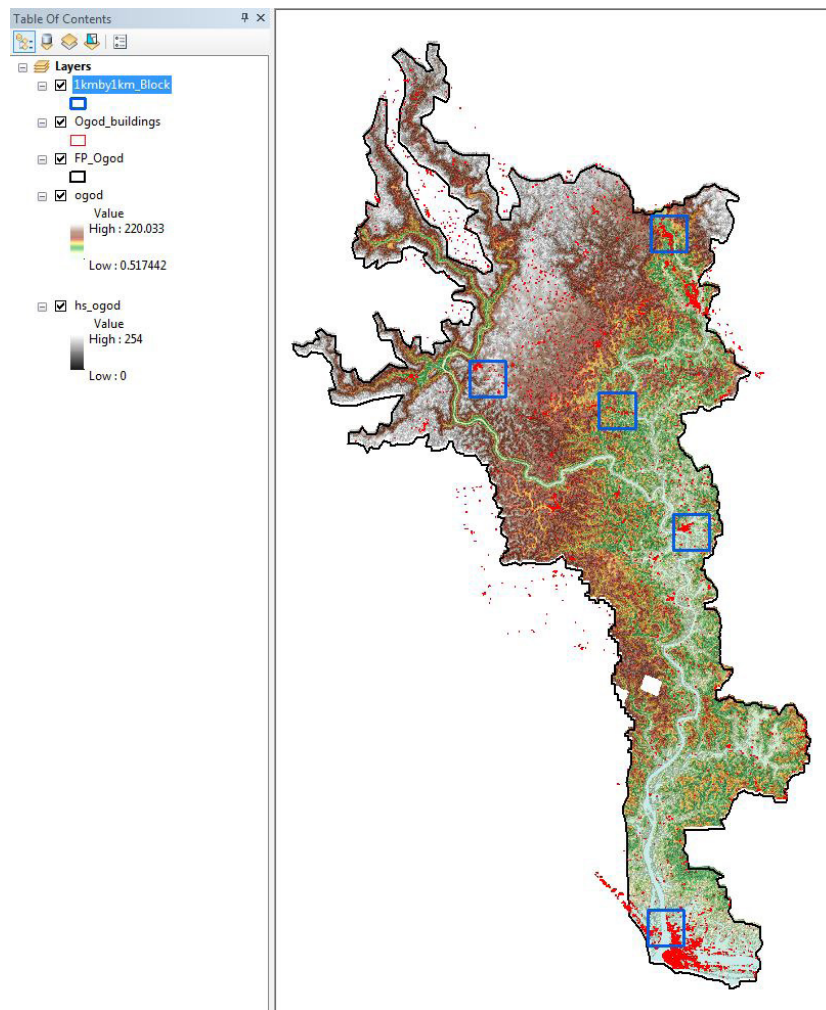 Table Of Contents
Layers
1kmby1km_Block
Ogod_buildings
FP_Ogod
ogod
Value
High : 220.033
Low : 0.517442
hs_ogod
Value
High : 254
Low : 0